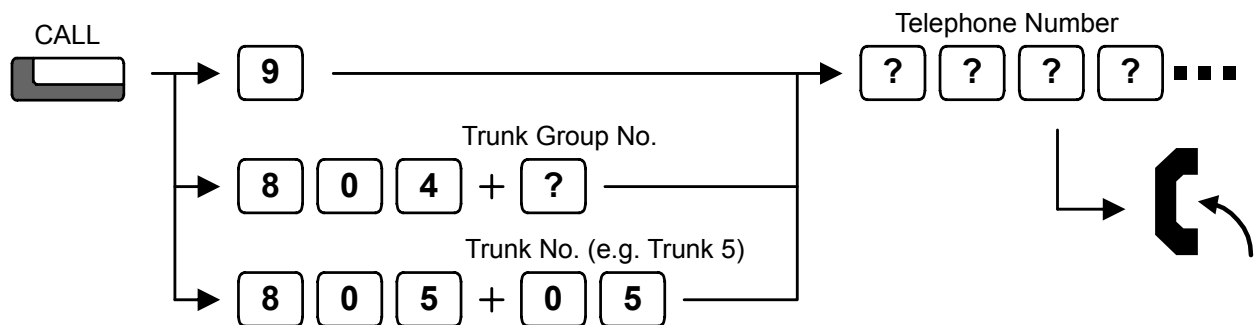 CALL
Telephone Number
9 ? ? ? ?
Trunk Group No.
8 0 4 + ?
Trunk No. (e.g. Trunk 5)
8 0 5 + 0 5